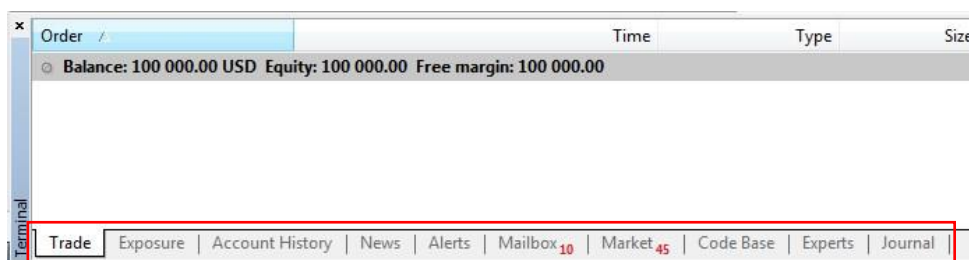 Order Time Type Size
Balance: 100 000.00 USD Equity: 100 000.00 Free margin: 100 000.00
Terminal
Trade | Exposure | Account History | News | Alerts | Mailbox 10 | Market 45 | Code Base | Experts | Journal |